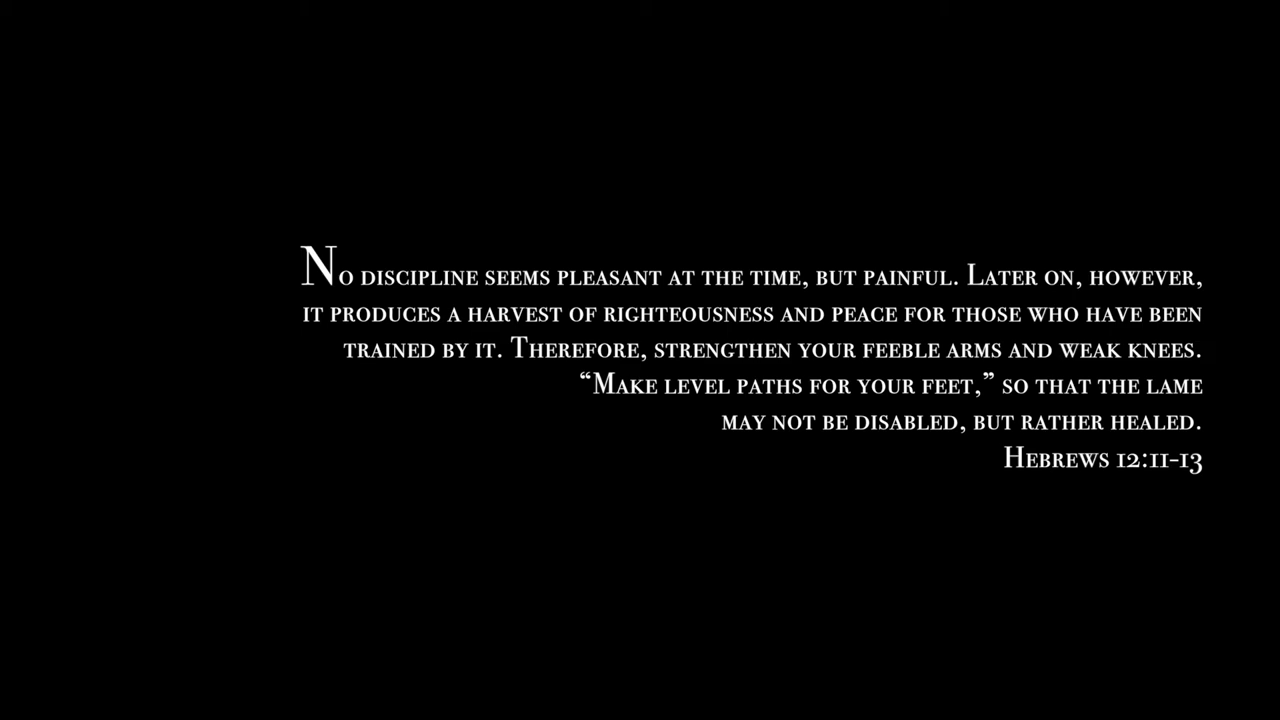 No discipline seems pleasant at the time, but painful. Later on, however,
it produces a harvest of righteousness and peace for those who have been
trained by it. Therefore, strengthen your feeble arms and weak knees.
“Make level paths for your feet,” so that the lame
may not be disabled, but rather healed.
Hebrews 12:11-13